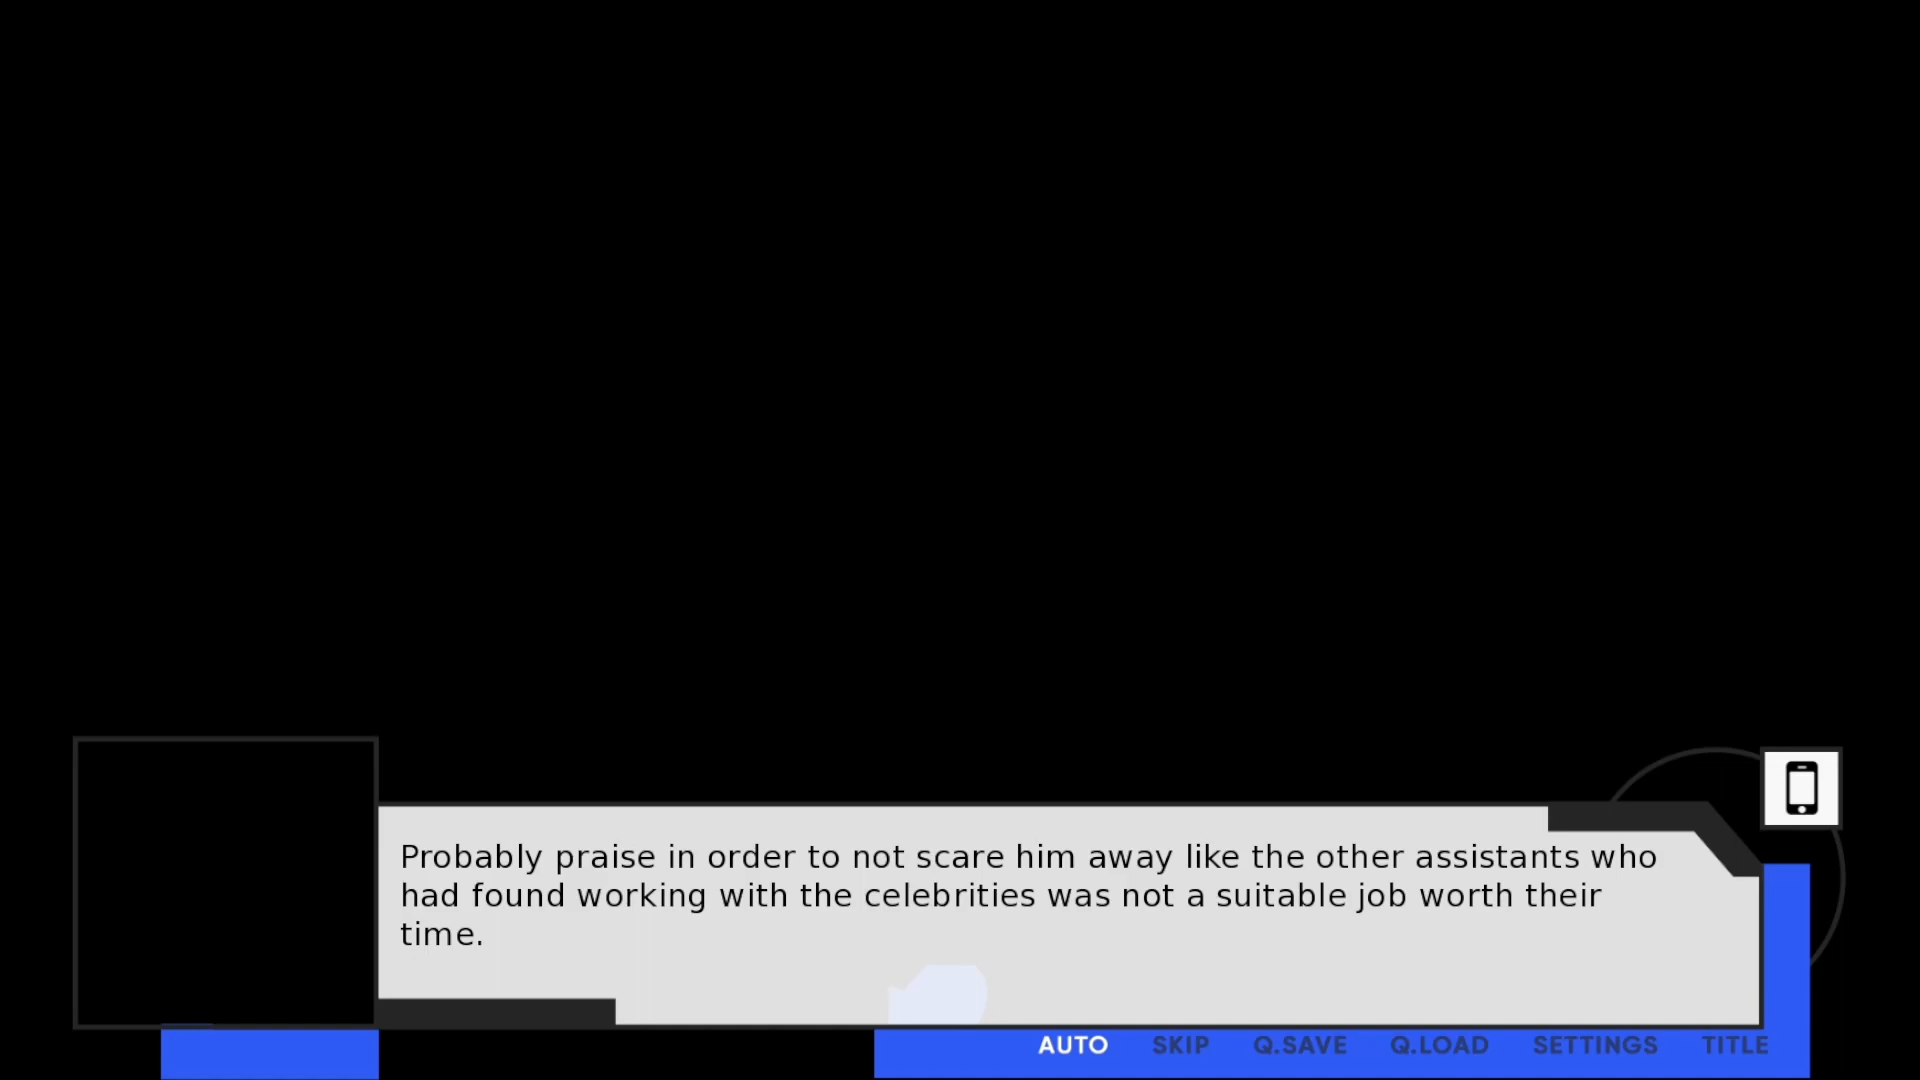 Probably praise in order to not scare him away like the other assistants who
had found working with the celebrities was not a suitable job worth their
time.
AUTO SKIP Q.SAVE Q.LOAD SETTINGS TITLE